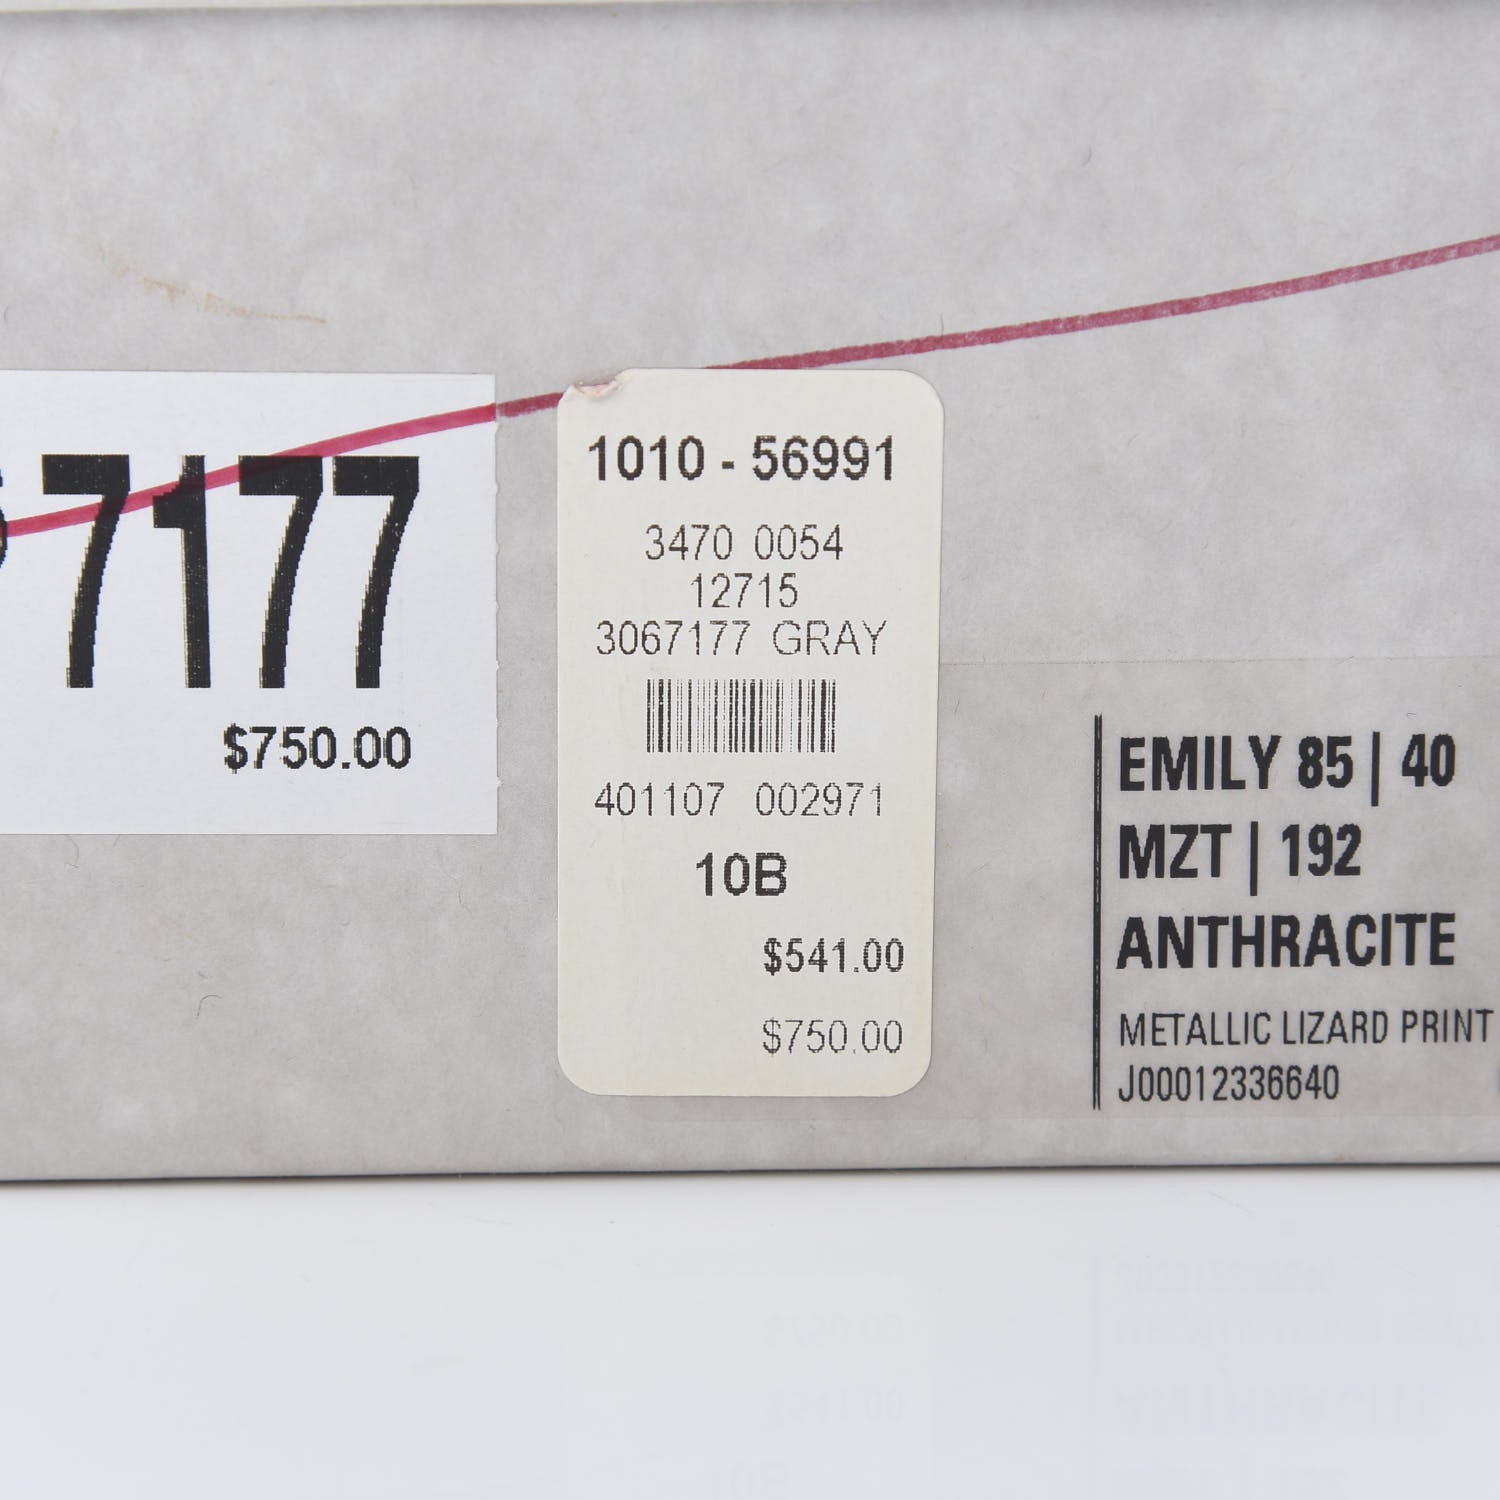 7177
$750.00
1010 - 56991
3470 0054
12715
3067177 GRAY
401107 002971
10B
$541.00
$750.00
EMILY 85 | 40
MZT | 192
ANTHRACITE
METALLIC LIZARD PRINT
J00012336640